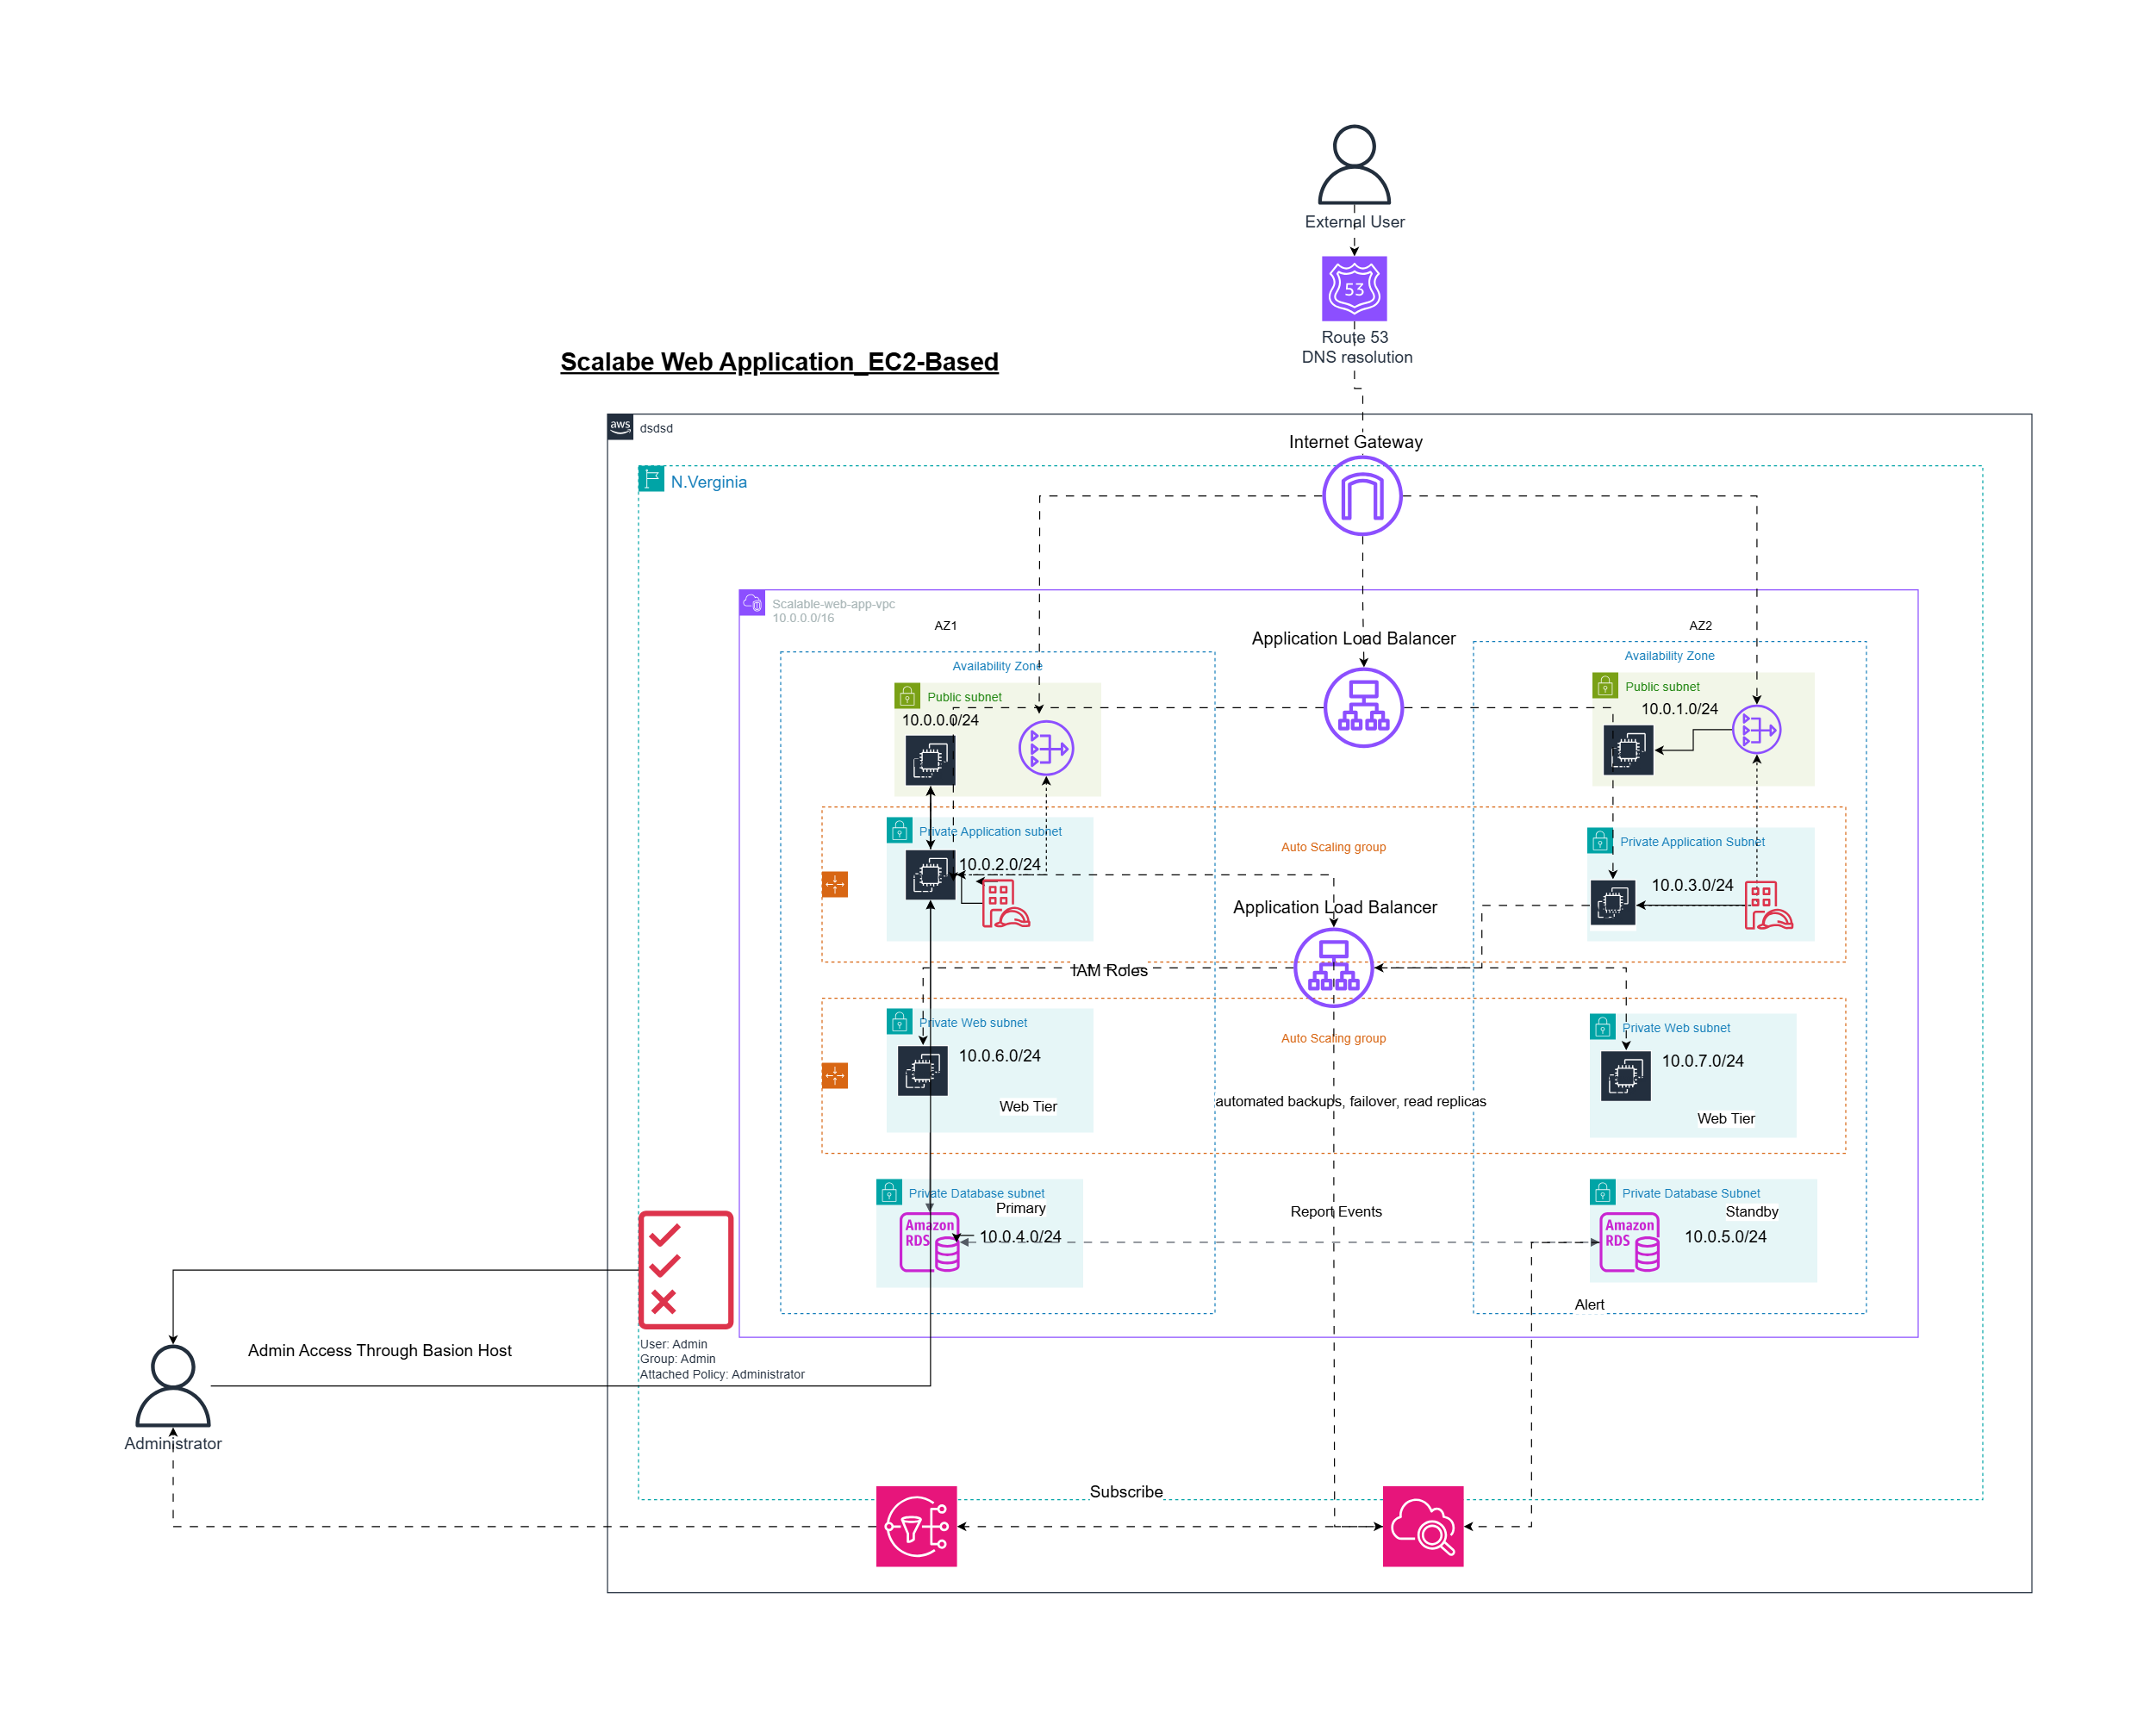 External User
53
Route 53
DNS resolution
Scalabe Web Application_EC2-Based
aws
dsdsd
Internet Gateway
N.Verginia
Scalable-web-app-vpc
10.0.0.0/16
AZ1
AZ2
Application Load Balancer
Availability Zone
Availability Zone
Public subnet
10.0.0.0/24
Public subnet
10.0.1.0/24
Private Application subnet
10.0.2.0/24
Auto Scaling group
Private Application Subnet
10.0.3.0/24
Application Load Balancer
IAM Roles
Private Web subnet
10.0.6.0/24
Web Tier
Auto Scaling group
Private Web subnet
10.0.7.0/24
Web Tier
automated backups, failover, read replicas
Private Database subnet
Primary
Amazon
RDS
10.0.4.0/24
Report Events
Private Database Subnet
Standby
Amazon
RDS
10.0.5.0/24
Alert
User: Admin
Group: Admin
Attached Policy: Administrator
Admin Access Through Basion Host
Administrator
Subscribe